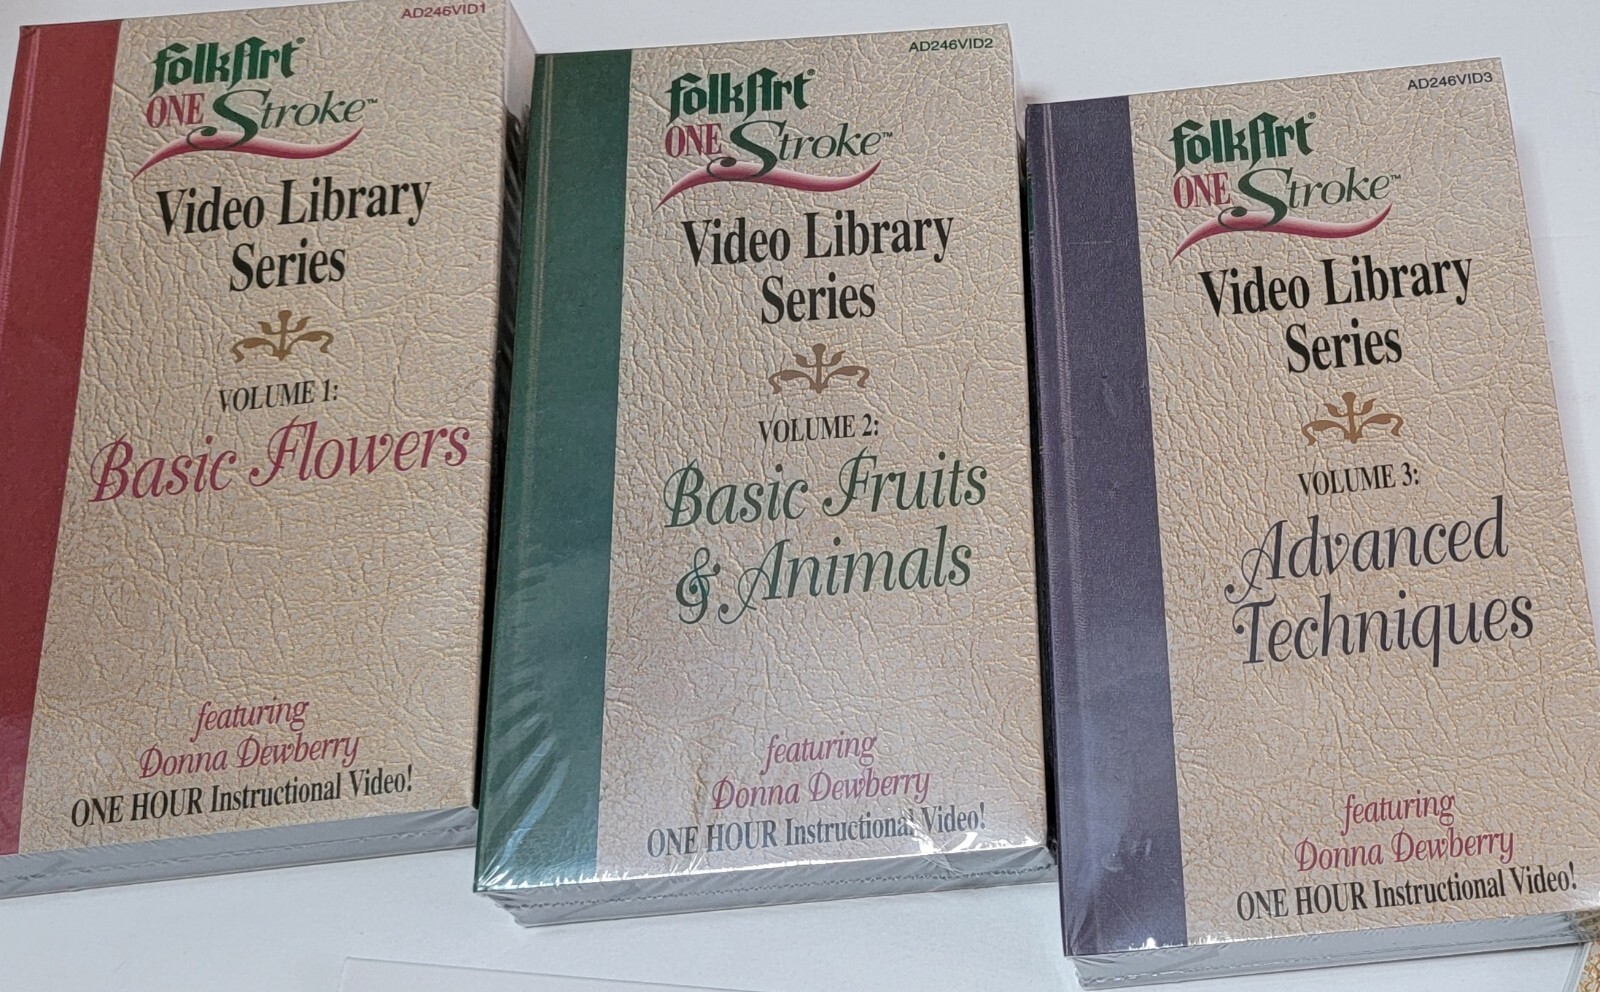 AD246VID1
FolkArt®
ONE Stroke™
Video Library
Series
VOLUME 1:
Basic Flowers
featuring
Donna Dewberry
ONE HOUR Instructional Video!
AD246VID2
FolkArt®
ONE Stroke™
Video Library
Series
VOLUME 2:
Basic Fruits
& Animals
featuring
Donna Dewberry
ONE HOUR Instructional Video!
AD246VID3
FolkArt®
ONE Stroke™
Video Library
Series
VOLUME 3:
Advanced
Techniques
featuring
Donna Dewberry
ONE HOUR Instructional Video!